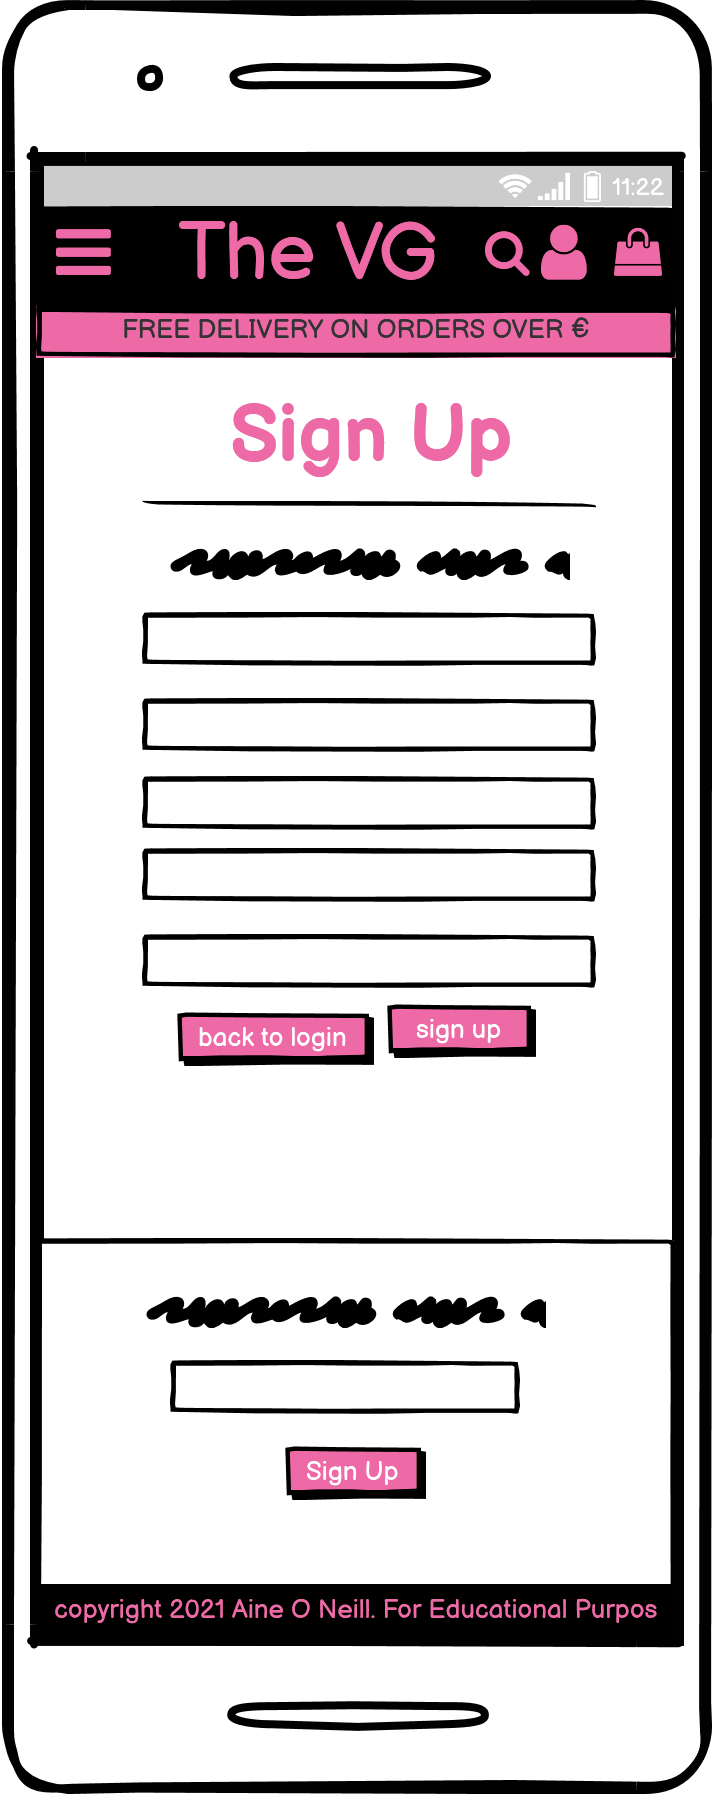 11:22
The VG
FREE DELIVERY ON ORDERS OVER €
Sign Up
back to login
sign up
Sign Up
copyright 2021 Aine O Neill. For Educational Purpos